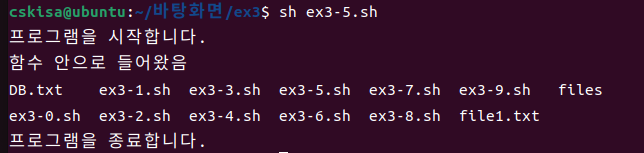 cskisa@ubuntu:~/바탕화면/ex3$ sh ex3-5.sh
프로그램을 시작합니다.
함수 안으로 들어왔음
DB.txt ex3-1.sh ex3-3.sh ex3-5.sh ex3-7.sh ex3-9.sh files
ex3-0.sh ex3-2.sh ex3-4.sh ex3-6.sh ex3-8.sh file1.txt
프로그램을 종료합니다.